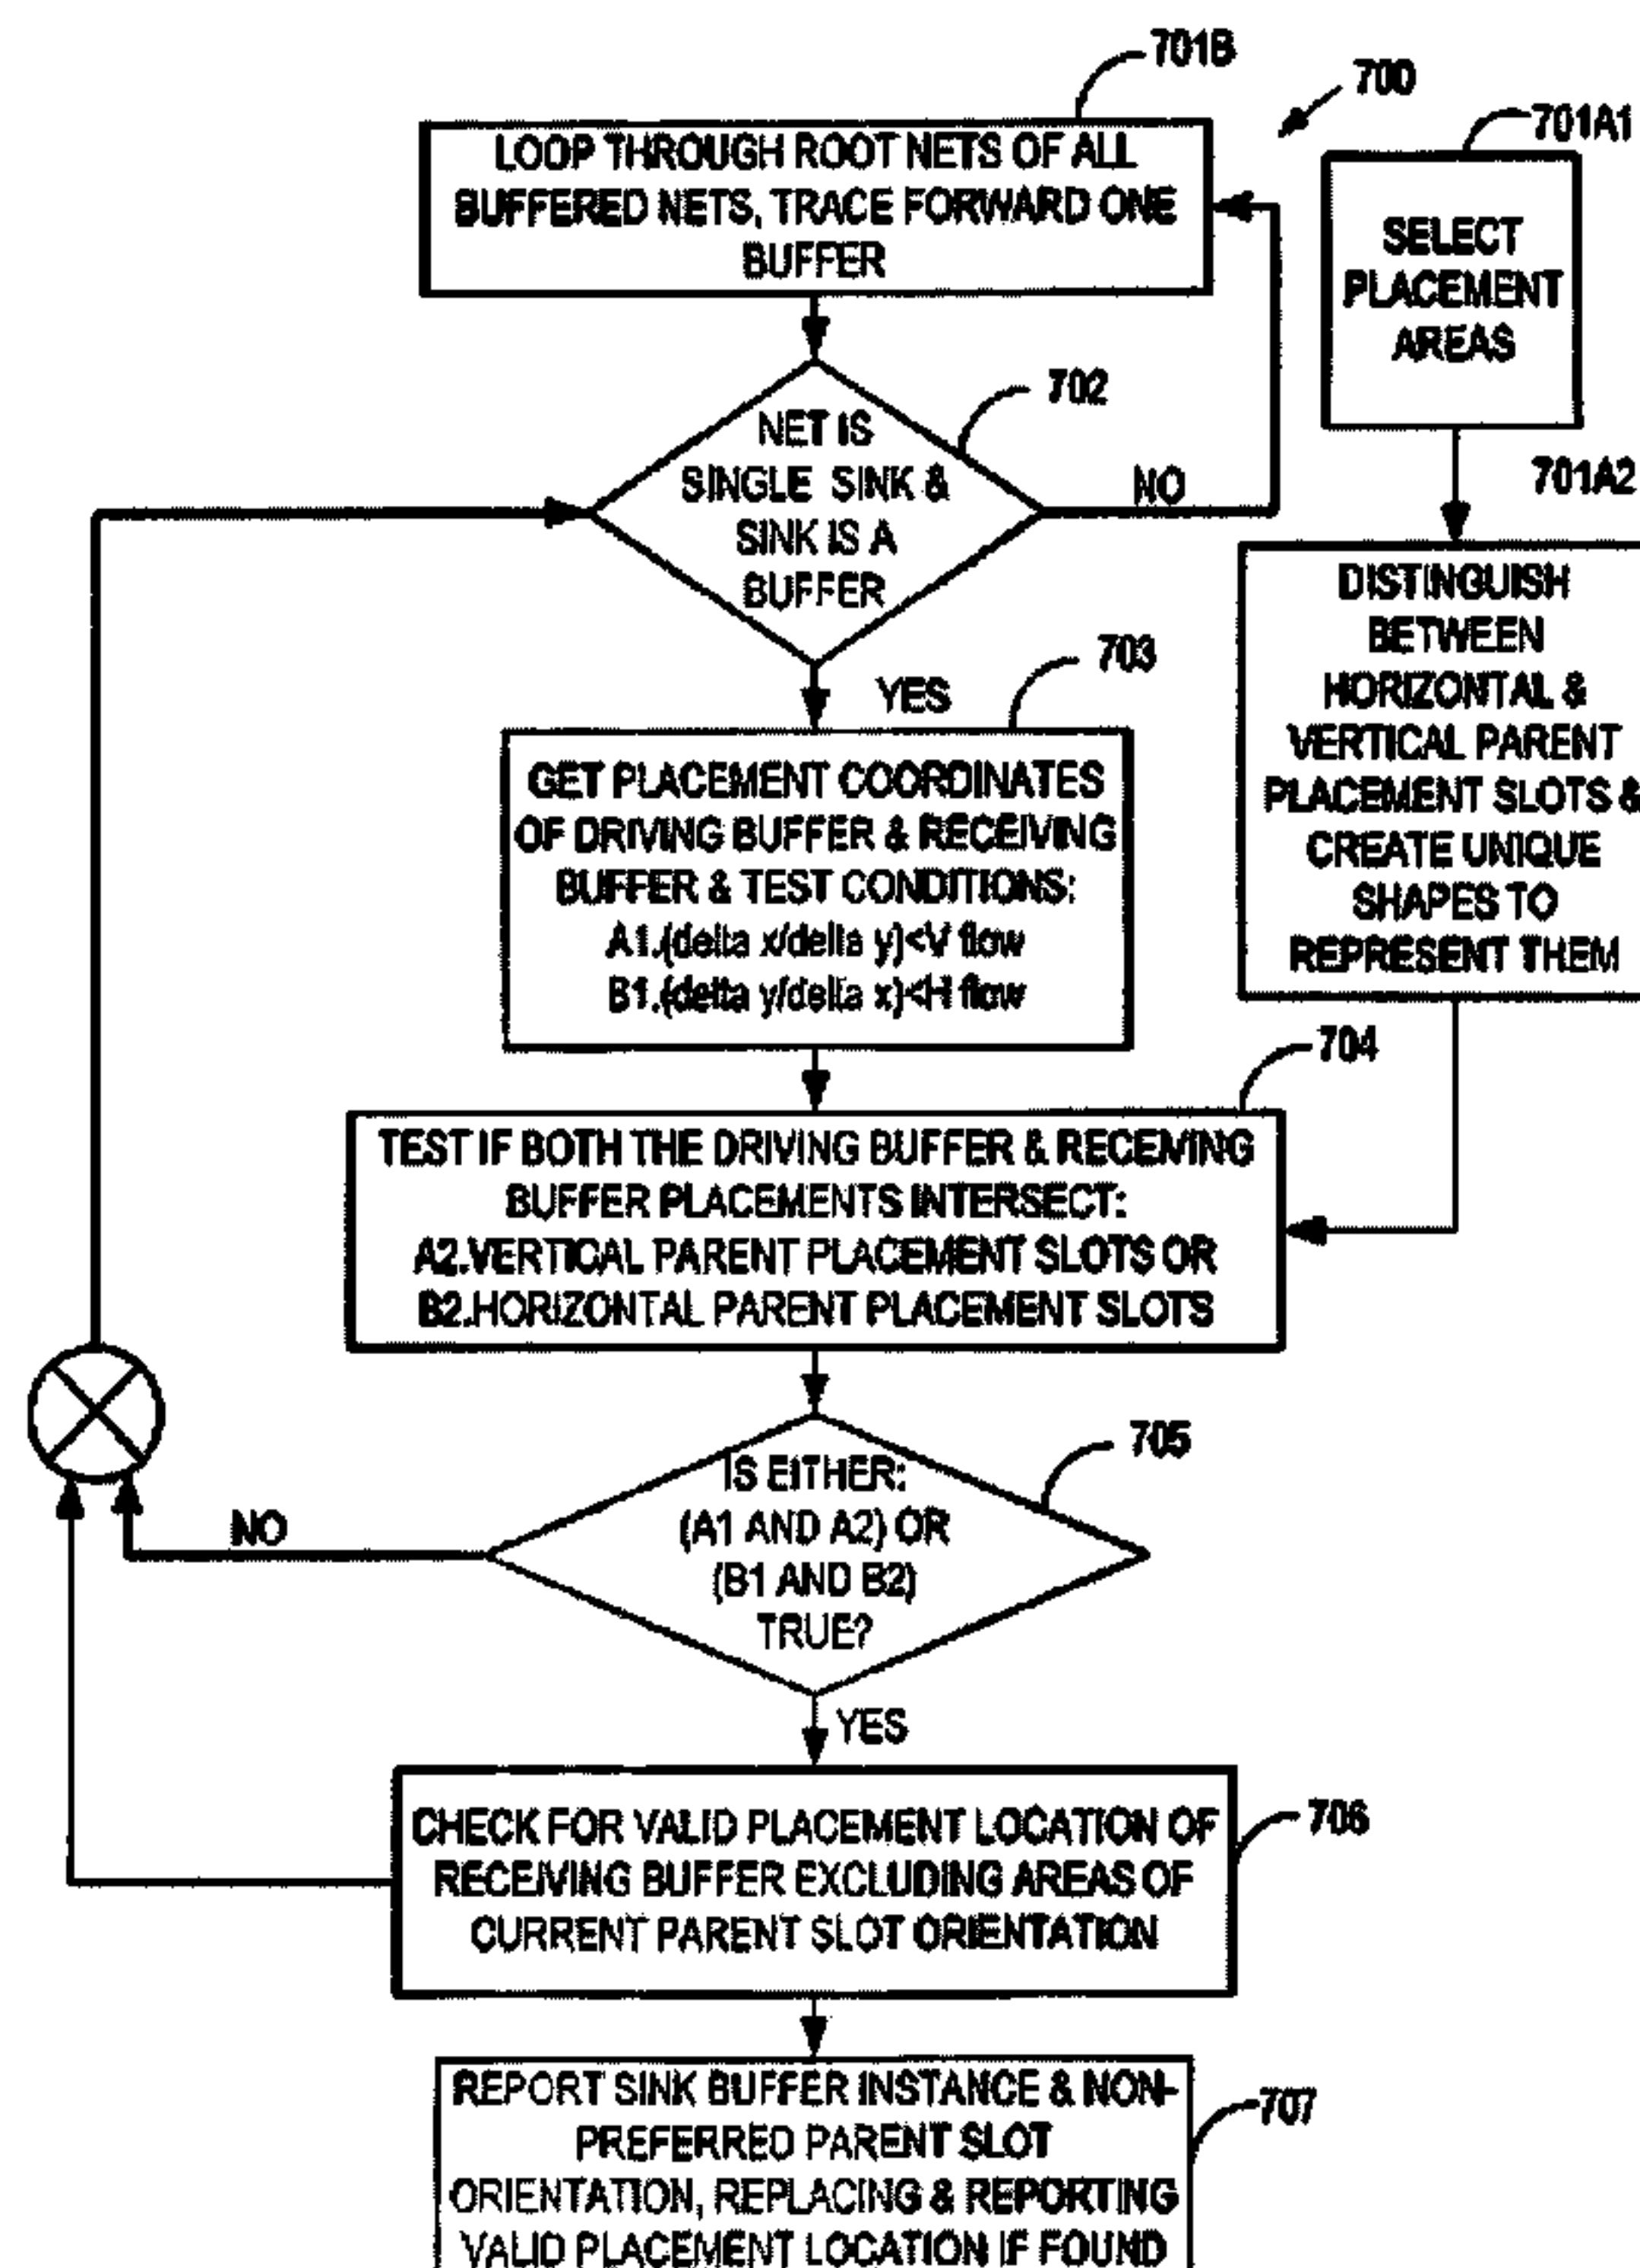 701B
700
701A1
LOOP THROUGH ROOT NETS OF ALL
BUFFERED NETS, TRACE FORWARD ONE
BUFFER
SELECT
PLACEMENT
AREAS
702
NET IS
SINGLE SINK &
SINK IS A
BUFFER
NO
701A2
DISTINGUISH
BETWEEN
HORIZONTAL &
VERTICAL PARENT
PLACEMENT SLOTS &
CREATE UNIQUE
SHAPES TO
REPRESENT THEM
703
YES
GET PLACEMENT COORDINATES
OF DRIVING BUFFER & RECEIVING
BUFFER & TEST CONDITIONS:
A1.(delta x/delta y)<V flow
B1.(delta y/delta x)<H flow
704
TEST IF BOTH THE DRIVING BUFFER & RECEIVING
BUFFER PLACEMENTS INTERSECT:
A2.VERTICAL PARENT PLACEMENT SLOTS OR
B2.HORIZONTAL PARENT PLACEMENT SLOTS
705
IS EITHER:
(A1 AND A2) OR
(B1 AND B2)
TRUE?
NO
YES
CHECK FOR VALID PLACEMENT LOCATION OF
RECEIVING BUFFER EXCLUDING AREAS OF
CURRENT PARENT SLOT ORIENTATION
706
REPORT SINK BUFFER INSTANCE & NON-
PREFERRED PARENT SLOT
ORIENTATION, REPLACING & REPORTING
VALID PLACEMENT LOCATION IF FOUND
707